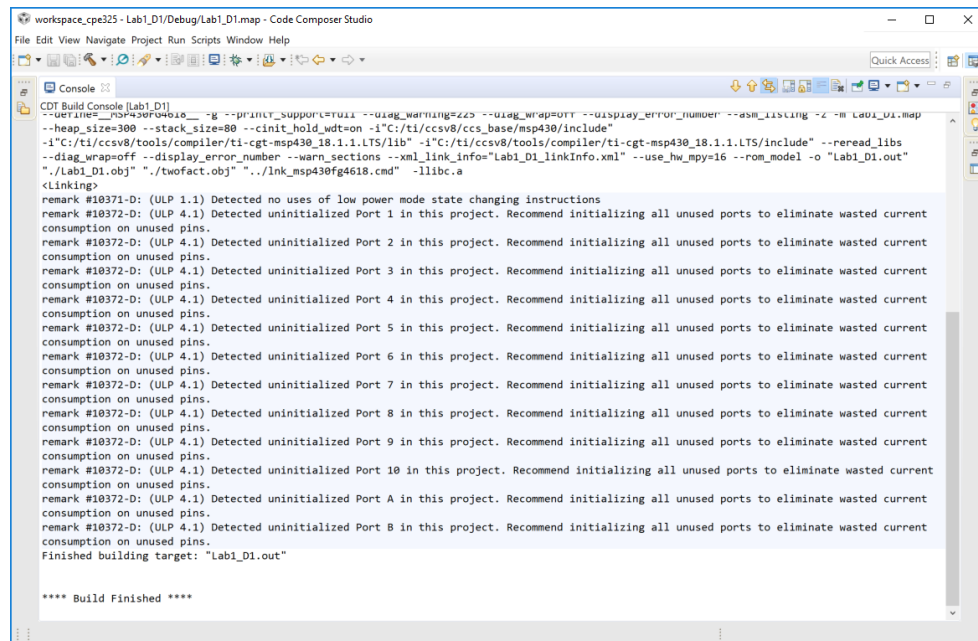 workspace_cpe325 - Lab1_D1/Debug/Lab1_D1.map - Code Composer Studio
File Edit View Navigate Project Run Scripts Window Help
Quick Access
Console
CDT Build Console [Lab1_D1]
--define=__MSP430FG4618__ -g --printf_support=full --diag_warning=225 --diag_wrap=off --display_error_number --asm_listing -z -m"Lab1_D1.map"
--heap_size=300 --stack_size=80 --cinit_hold_wdt=on -i"C:/ti/ccsv8/ccs_base/msp430/include"
-i"C:/ti/ccsv8/tools/compiler/ti-cgt-msp430_18.1.1.LTS/lib" -i"C:/ti/ccsv8/tools/compiler/ti-cgt-msp430_18.1.1.LTS/include" --reread_libs
--diag_wrap=off --display_error_number --warn_sections --xml_link_info="Lab1_D1_linkInfo.xml" --use_hw_mpy=16 --rom_model -o "Lab1_D1.out"
"./Lab1_D1.obj" "./twofact.obj" "../lnk_msp430fg4618.cmd" -llibc.a
<Linking>
remark #10371-D: (ULP 1.1) Detected no uses of low power mode state changing instructions
remark #10372-D: (ULP 4.1) Detected uninitialized Port 1 in this project. Recommend initializing all unused ports to eliminate wasted current
consumption on unused pins.
remark #10372-D: (ULP 4.1) Detected uninitialized Port 2 in this project. Recommend initializing all unused ports to eliminate wasted current
consumption on unused pins.
remark #10372-D: (ULP 4.1) Detected uninitialized Port 3 in this project. Recommend initializing all unused ports to eliminate wasted current
consumption on unused pins.
remark #10372-D: (ULP 4.1) Detected uninitialized Port 4 in this project. Recommend initializing all unused ports to eliminate wasted current
consumption on unused pins.
remark #10372-D: (ULP 4.1) Detected uninitialized Port 5 in this project. Recommend initializing all unused ports to eliminate wasted current
consumption on unused pins.
remark #10372-D: (ULP 4.1) Detected uninitialized Port 6 in this project. Recommend initializing all unused ports to eliminate wasted current
consumption on unused pins.
remark #10372-D: (ULP 4.1) Detected uninitialized Port 7 in this project. Recommend initializing all unused ports to eliminate wasted current
consumption on unused pins.
remark #10372-D: (ULP 4.1) Detected uninitialized Port 8 in this project. Recommend initializing all unused ports to eliminate wasted current
consumption on unused pins.
remark #10372-D: (ULP 4.1) Detected uninitialized Port 9 in this project. Recommend initializing all unused ports to eliminate wasted current
consumption on unused pins.
remark #10372-D: (ULP 4.1) Detected uninitialized Port 10 in this project. Recommend initializing all unused ports to eliminate wasted current
consumption on unused pins.
remark #10372-D: (ULP 4.1) Detected uninitialized Port A in this project. Recommend initializing all unused ports to eliminate wasted current
consumption on unused pins.
remark #10372-D: (ULP 4.1) Detected uninitialized Port B in this project. Recommend initializing all unused ports to eliminate wasted current
consumption on unused pins.
Finished building target: "Lab1_D1.out"
**** Build Finished ****